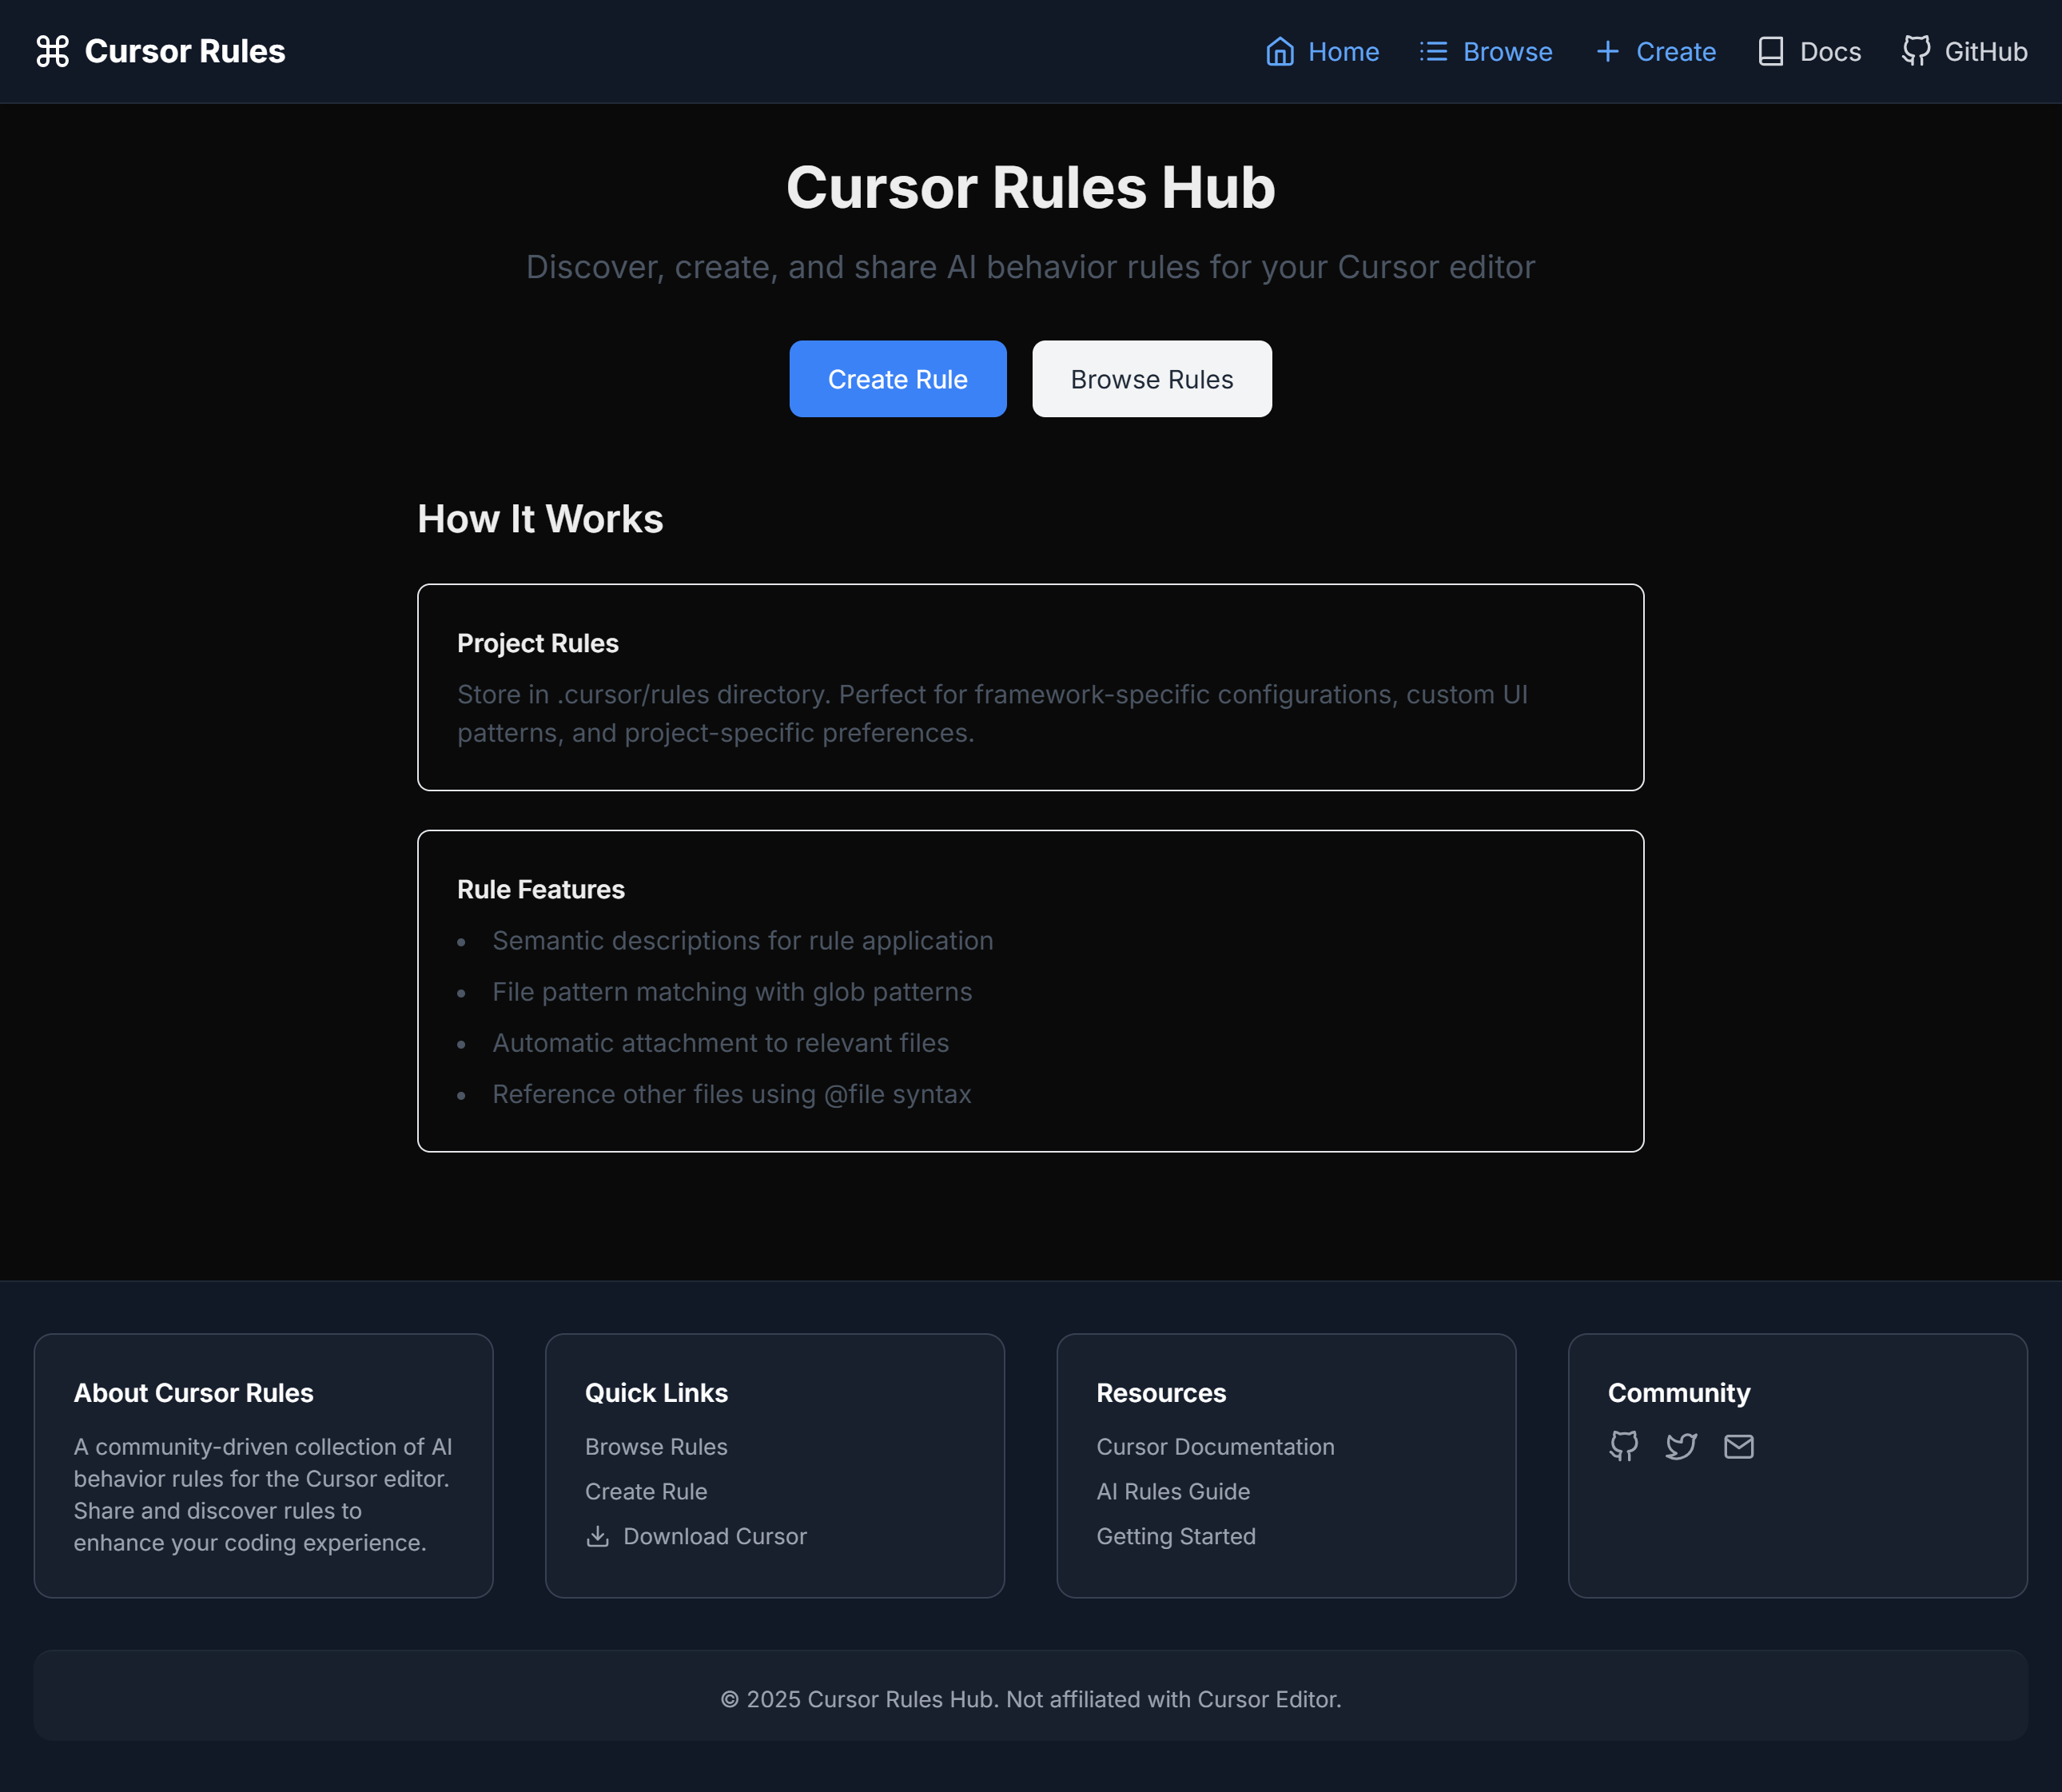 Cursor Rules
Home
Browse
Create
Docs
GitHub
Cursor Rules Hub
Discover, create, and share AI behavior rules for your Cursor editor
Create Rule
Browse Rules
How It Works
Project Rules
Store in .cursor/rules directory. Perfect for framework-specific configurations, custom UI
patterns, and project-specific preferences.
Rule Features
• Semantic descriptions for rule application
• File pattern matching with glob patterns
• Automatic attachment to relevant files
• Reference other files using @file syntax
About Cursor Rules
A community-driven collection of AI
behavior rules for the Cursor editor.
Share and discover rules to
enhance your coding experience.
Quick Links
Browse Rules
Create Rule
Download Cursor
Resources
Cursor Documentation
AI Rules Guide
Getting Started
Community
© 2025 Cursor Rules Hub. Not affiliated with Cursor Editor.